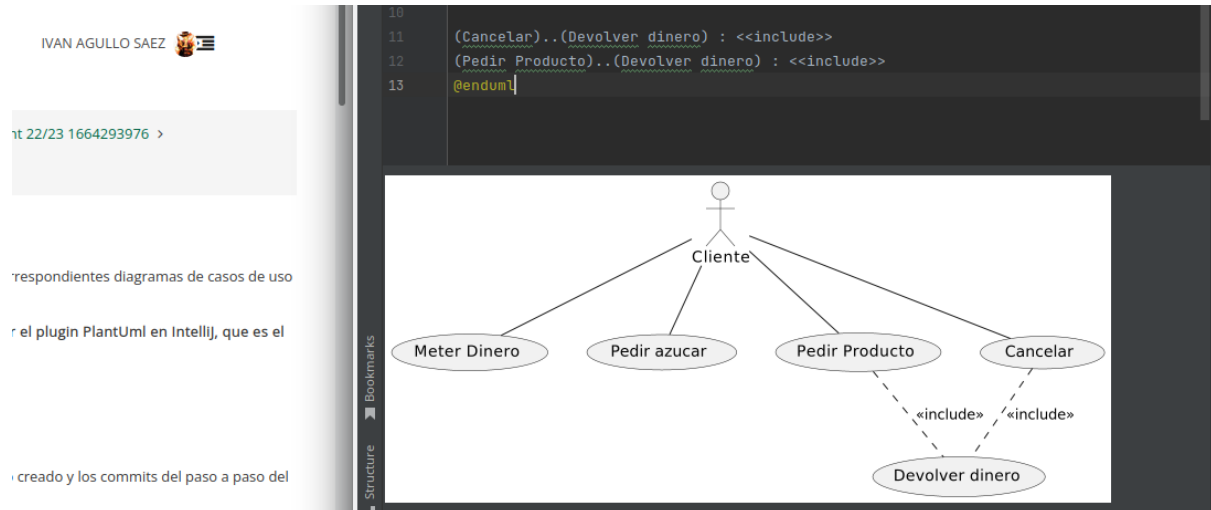 IVAN AGULLO SAEZ
nt 22/23 1664293976 >
rrespondientes diagramas de casos de uso
r el plugin PlantUml en IntelliJ, que es el
creado y los commits del paso a paso del
10
11 (Cancelar)..(Devolver dinero) : <<include>>
12 (Pedir Producto)..(Devolver dinero) : <<include>>
13 @enduml
Bookmarks
Structure
Cliente
Meter Dinero
Pedir azucar
Pedir Producto
Cancelar
«include»
«include»
Devolver dinero